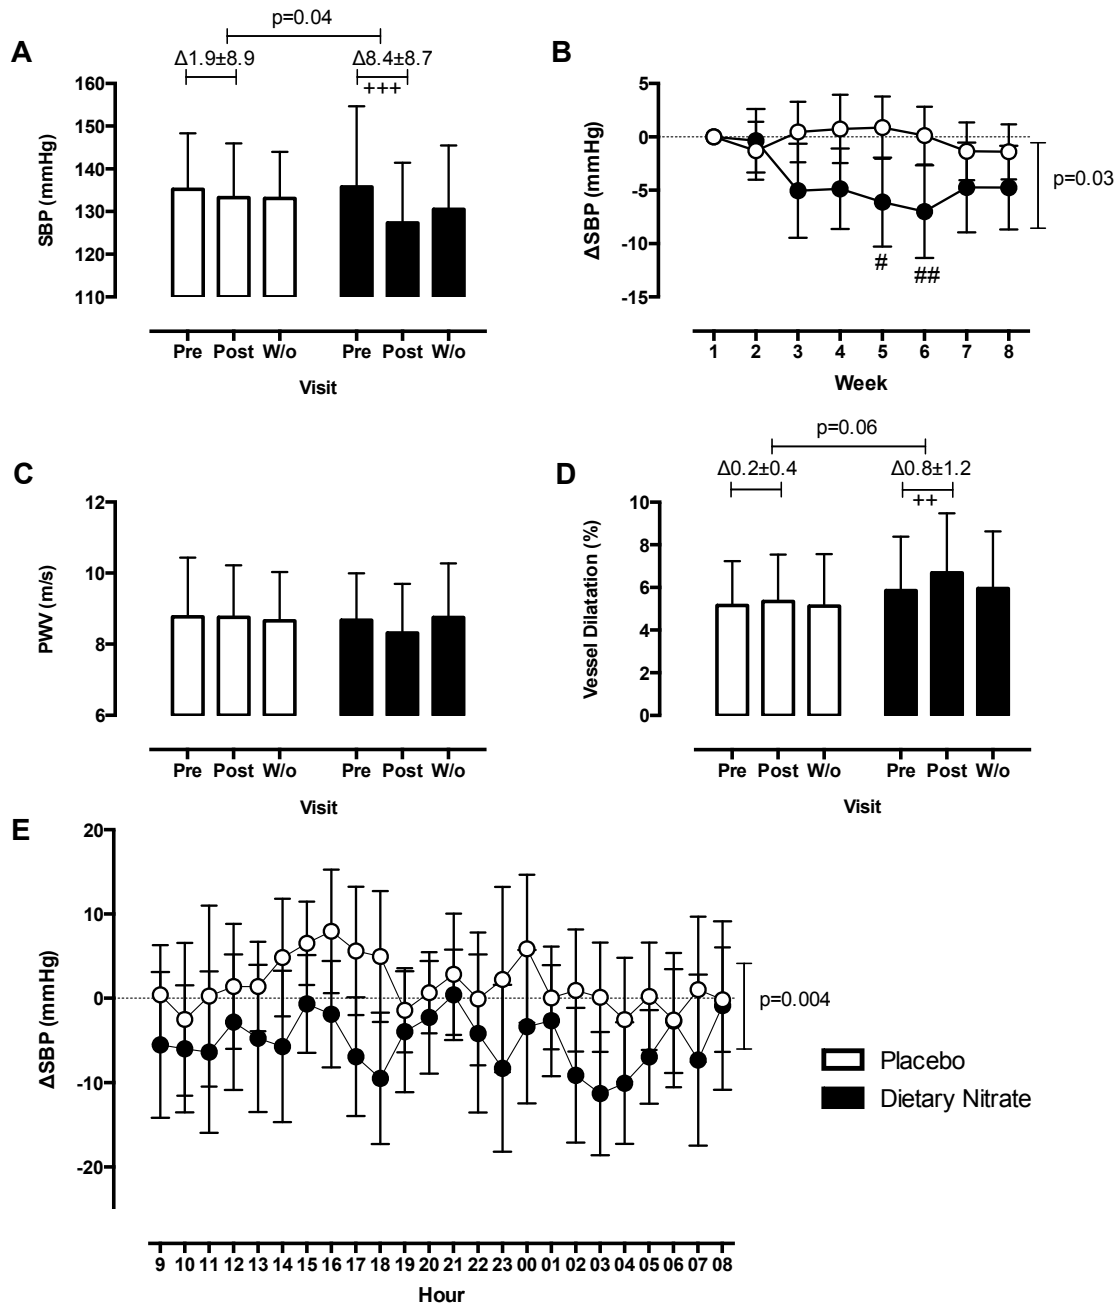 p=0.04
A
Δ1.9±8.9
Δ8.4±8.7
+++
160
150
140
130
120
110
SBP (mmHg)
Pre Post W/o Pre Post W/o
Visit
B
5
0
-5
-10
-15
ΔSBP (mmHg)
p=0.03
# ##
1 2 3 4 5 6 7 8
Week
C
12
10
8
6
PWV (m/s)
Pre Post W/o Pre Post W/o
Visit
p=0.06
D
Δ0.2±0.4
Δ0.8±1.2
++
10
8
6
4
2
0
Vessel Dilatation (%)
Pre Post W/o Pre Post W/o
Visit
E
20
10
0
-10
-20
ΔSBP (mmHg)
p=0.004
Placebo
Dietary Nitrate
9 10 11 12 13 14 15 16 17 18 19 20 21 22 23 00 01 02 03 04 05 06 07 08
Hour